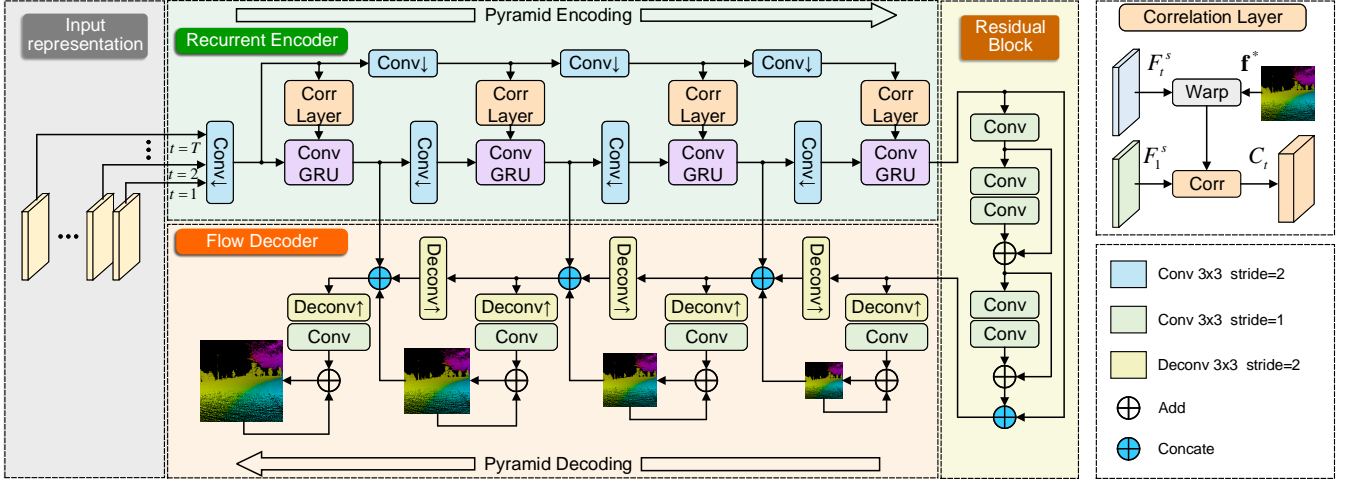 Input
representation
t = T
t=2
t=1
Pyramid Encoding
Recurrent Encoder
Conv↓
Conv↓
Conv↓
Corr
Layer
Corr
Layer
Corr
Layer
Corr
Layer
Conv↓
Conv
GRU
Conv↓
Conv
GRU
Conv↓
Conv
GRU
Conv↓
Conv
GRU
Flow Decoder
Deconv↑
Deconv↑
Deconv↑
Deconv↑
Deconv↑
Deconv↑
Deconv↑
Conv
Conv
Conv
Conv
Pyramid Decoding
Residual
Block
Conv
Conv
Conv
Conv
Conv
Correlation Layer
F_t^s
f*
Warp
F_1^s
C_t
Corr
Conv 3x3 stride=2
Conv 3x3 stride=1
Deconv 3x3 stride=2
Add
Concate